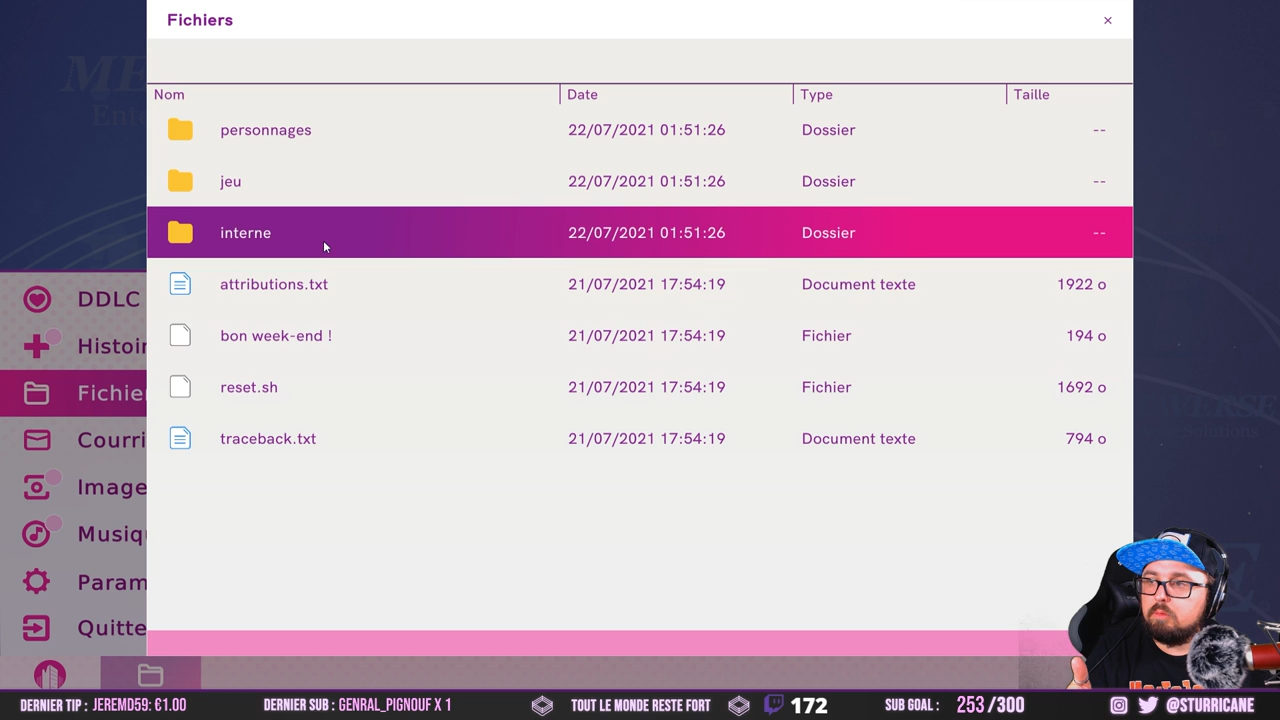 Fichiers ×
Nom Date Type Taille
personnages 22/07/2021 01:51:26 Dossier --
jeu 22/07/2021 01:51:26 Dossier --
interne 22/07/2021 01:51:26 Dossier --
attributions.txt 21/07/2021 17:54:19 Document texte 1922 o
bon week-end ! 21/07/2021 17:54:19 Fichier 194 o
reset.sh 21/07/2021 17:54:19 Fichier 1692 o
traceback.txt 21/07/2021 17:54:19 Document texte 794 o
DDLC
Histoir
Fichie
Courri
Image
Musiq
Param
Quitte
DERNIER TIP : JEREMD59: €1.00 DERNIER SUB : GENRAL_PIGNOUF X 1 TOUT LE MONDE RESTE FORT 172 SUB GOAL : 253 /300 @STURRICANE